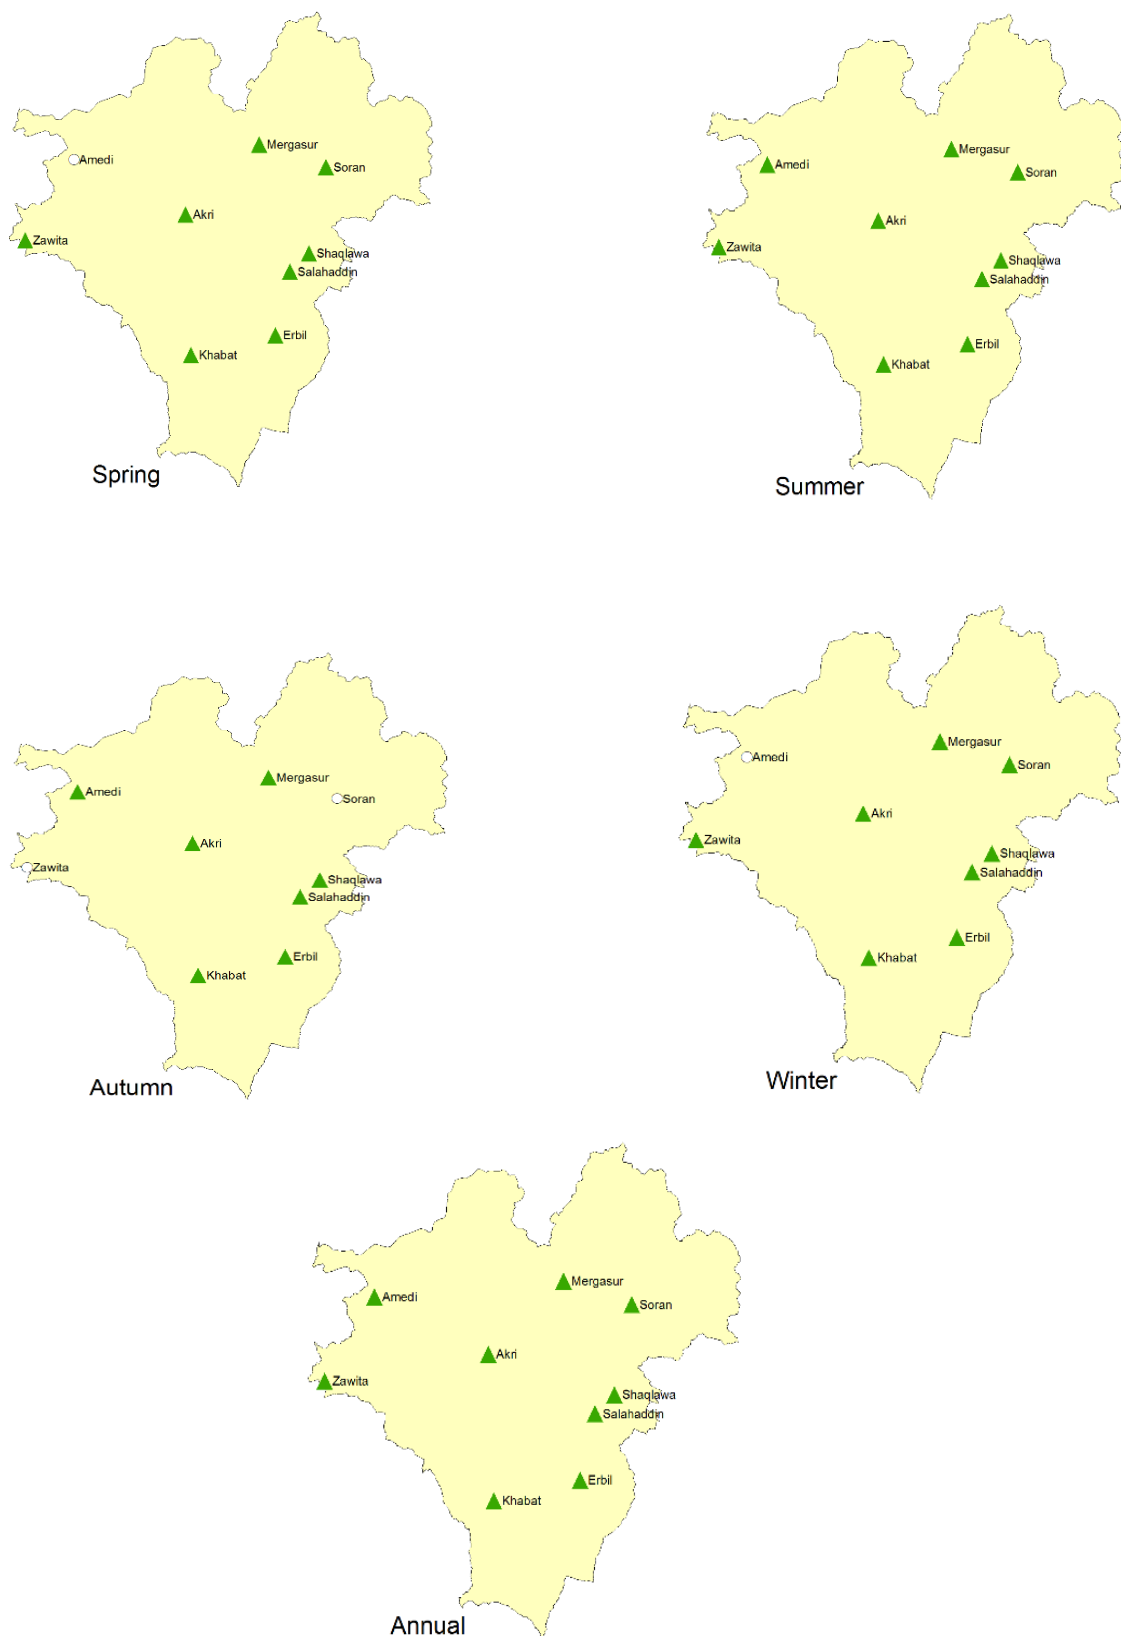 Mergasur
Amedi
Soran
Akri
Zawita
Shaqlawa
Salahaddin
Erbil
Khabat
Spring
Mergasur
Amedi
Soran
Akri
Zawita
Shaqlawa
Salahaddin
Erbil
Khabat
Summer
Mergasur
Amedi
Soran
Akri
Zawita
Shaqlawa
Salahaddin
Erbil
Khabat
Autumn
Mergasur
Amedi
Soran
Akri
Zawita
Shaqlawa
Salahaddin
Erbil
Khabat
Winter
Mergasur
Amedi
Soran
Akri
Zawita
Shaqlawa
Salahaddin
Erbil
Khabat
Annual